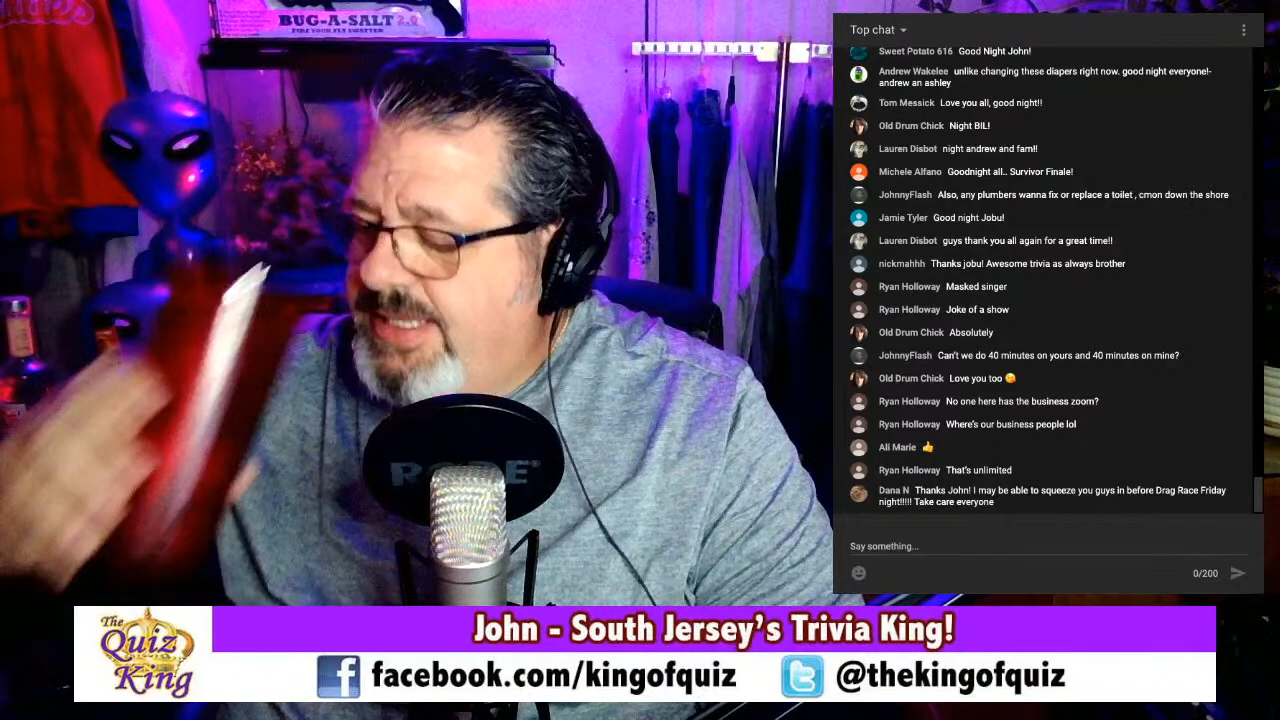 BUG-A-SALT 2.0
FIRE YOUR FLY SWATTER
Top chat
Sweet Potato 616 Good Night John!
Andrew Wakelee unlike changing these diapers right now. good night everyone!-
andrew an ashley
Tom Messick Love you all, good night!!
Old Drum Chick Night BIL!
Lauren Disbot night andrew and fam!!
Michele Alfano Goodnight all.. Survivor Finale!
JohnnyFlash Also, any plumbers wanna fix or replace a toilet , cmon down the shore
Jamie Tyler Good night Jobu!
Lauren Disbot guys thank you all again for a great time!!
nickmahhh Thanks jobu! Awesome trivia as always brother
Ryan Holloway Masked singer
Ryan Holloway Joke of a show
Old Drum Chick Absolutely
JohnnyFlash Can't we do 40 minutes on yours and 40 minutes on mine?
Old Drum Chick Love you too 😘
Ryan Holloway No one here has the business zoom?
Ryan Holloway Where's our business people lol
Ali Marie 👍
Ryan Holloway That's unlimited
Dana N Thanks John! I may be able to squeeze you guys in before Drag Race Friday
night!!!!! Take care everyone
Say something...
0/200
RODE
The
Quiz
King
John - South Jersey's Trivia King!
facebook.com/kingofquiz
@thekingofquiz